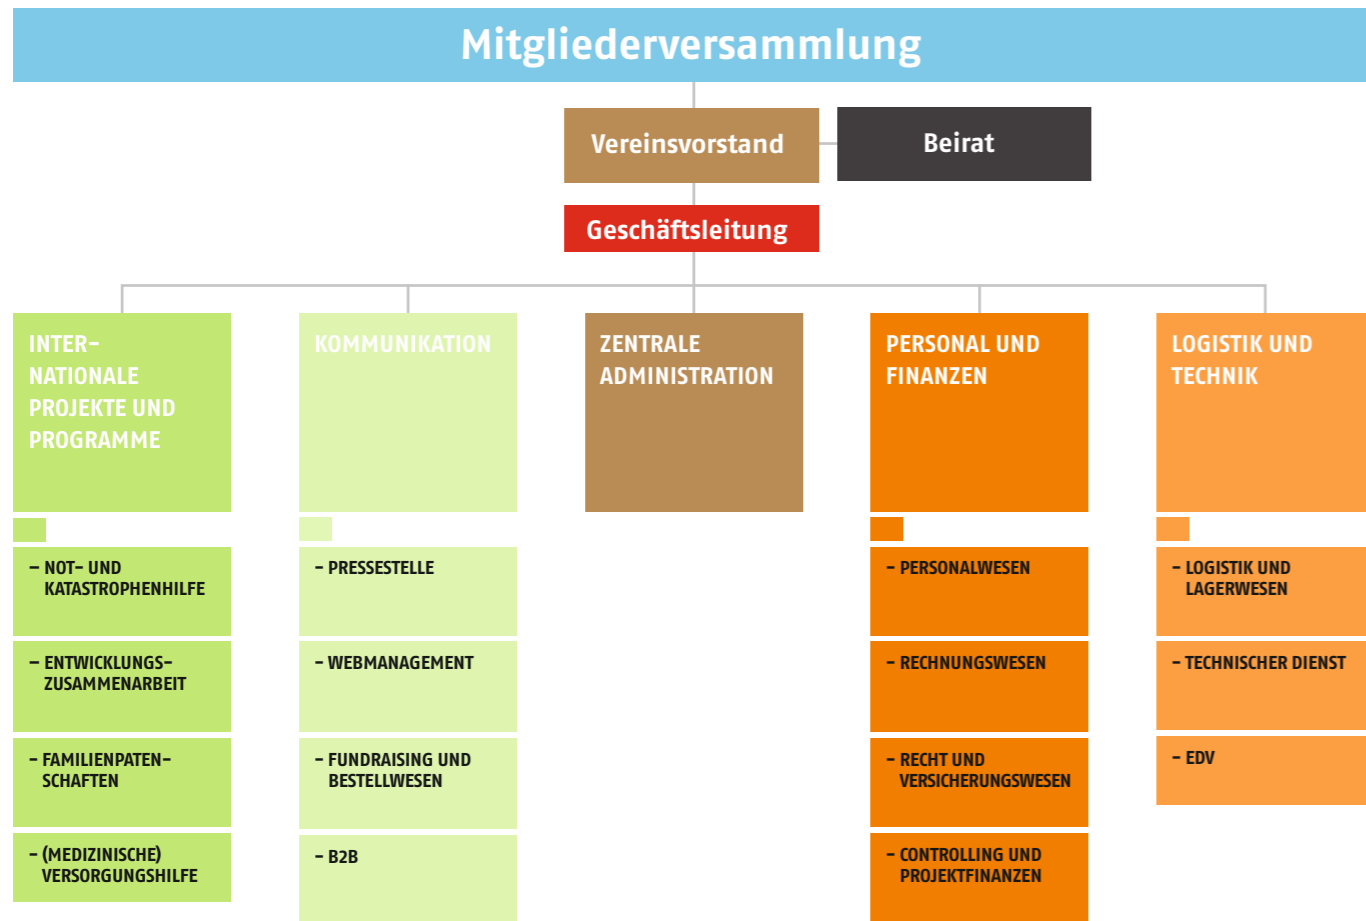 Mitgliederversammlung
Vereinsvorstand
Beirat
Geschäftsleitung
INTER-
NATIONALE
PROJEKTE UND
PROGRAMME
– NOT- UND
KATASTROPHENHILFE
– ENTWICKLUNGS-
ZUSAMMENARBEIT
– FAMILIENPATEN-
SCHAFTEN
– (MEDIZINISCHE)
VERSORGUNGSHILFE
KOMMUNIKATION
– PRESSESTELLE
– WEBMANAGEMENT
– FUNDRAISING UND
BESTELLWESEN
– B2B
ZENTRALE
ADMINISTRATION
PERSONAL UND
FINANZEN
– PERSONALWESEN
– RECHNUNGSWESEN
– RECHT UND
VERSICHERUNGSWESEN
– CONTROLLING UND
PROJEKTFINANZEN
LOGISTIK UND
TECHNIK
– LOGISTIK UND
LAGERWESEN
– TECHNISCHER DIENST
– EDV